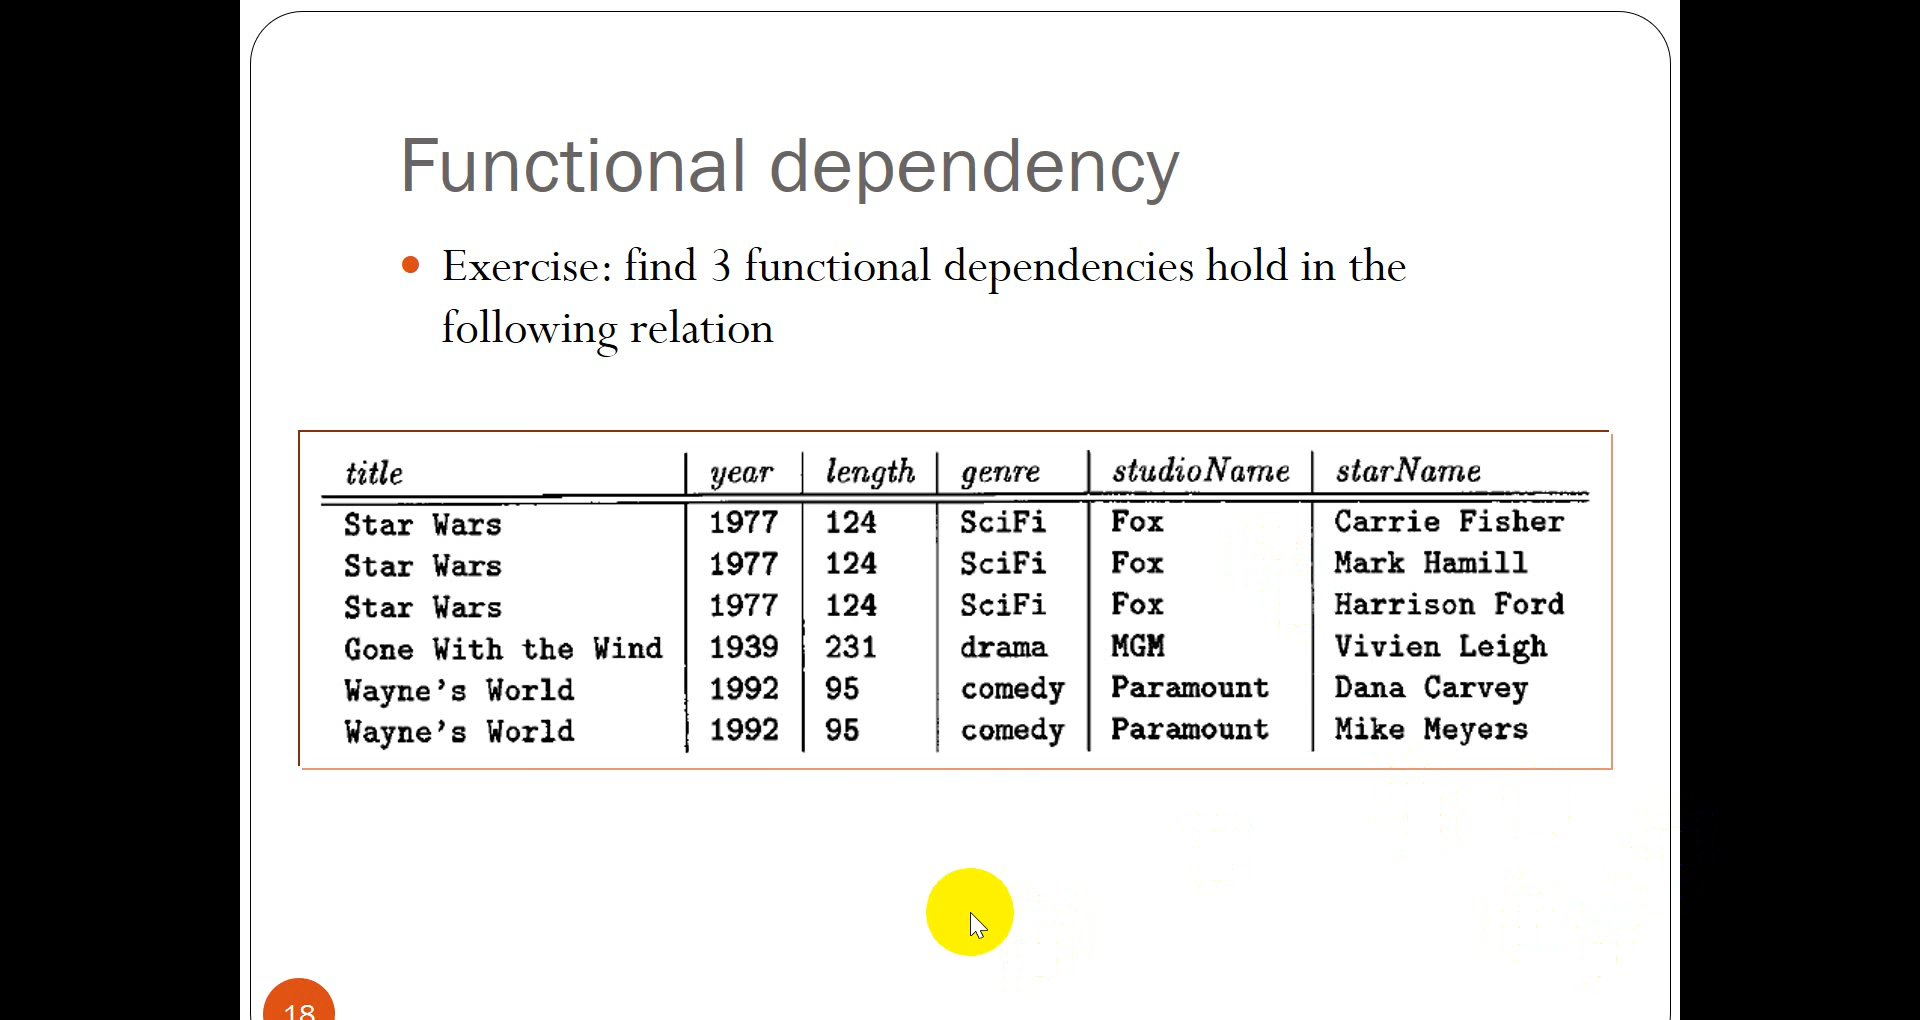 Functional dependency
Exercise: find 3 functional dependencies hold in the
following relation
title year length genre studioName starName
Star Wars 1977 124 SciFi Fox Carrie Fisher
Star Wars 1977 124 SciFi Fox Mark Hamill
Star Wars 1977 124 SciFi Fox Harrison Ford
Gone With the Wind 1939 231 drama MGM Vivien Leigh
Wayne's World 1992 95 comedy Paramount Dana Carvey
Wayne's World 1992 95 comedy Paramount Mike Meyers
18